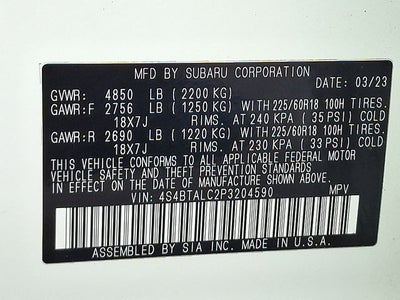 MFD BY SUBARU CORPORATION
DATE: 03/23
GVWR: 4850 LB (2200 KG)
GAWR:F 2756 LB (1250 KG) WITH 225/60R18 100H TIRES.
18X7J RIMS. AT 240 KPA (35 PSI) COLD
GAWR:R 2690 LB (1220 KG) WITH 225/60R18 100H TIRES.
18X7J RIMS. AT 230 KPA (33 PSI) COLD
THIS VEHICLE CONFORMS TO ALL APPLICABLE FEDERAL MOTOR
VEHICLE SAFETY AND THEFT PREVENTION STANDARDS
IN EFFECT ON THE DATE OF MANUFACTURE SHOWN ABOVE.
VIN: 4S4BTALC2P3204590 MPV
ASSEMBLED BY SIA INC. MADE IN U.S.A.